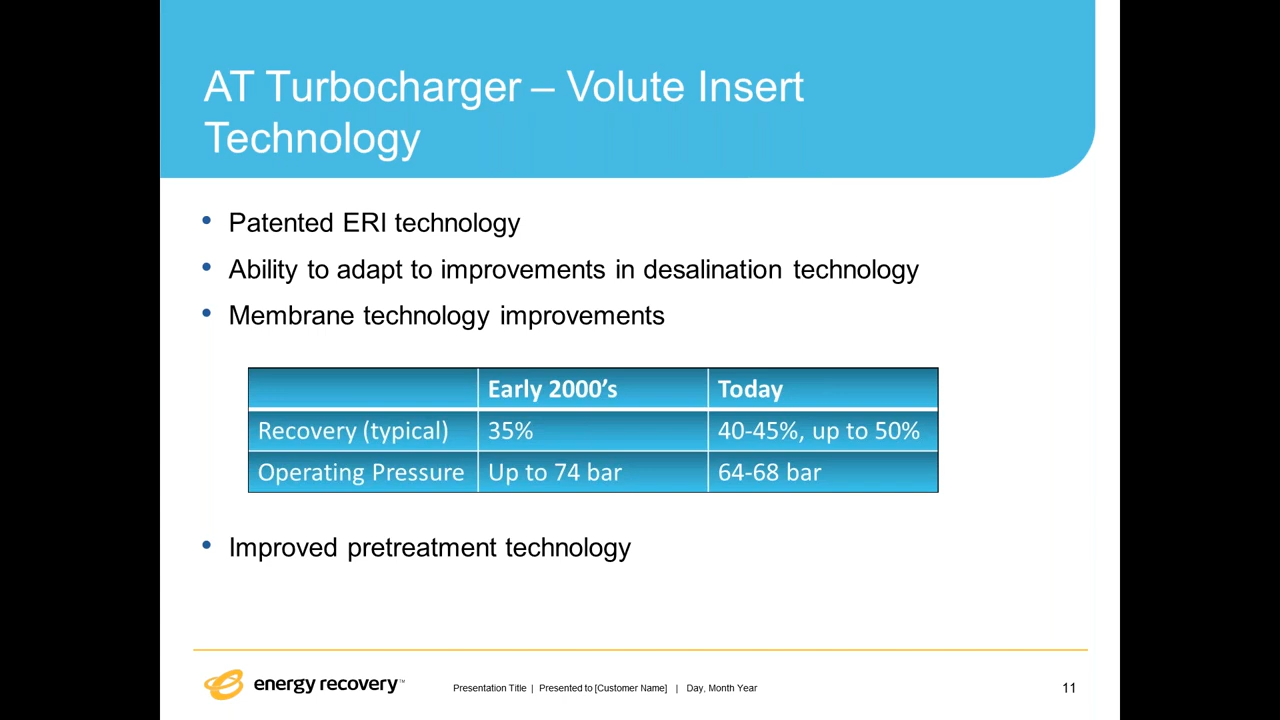 AT Turbocharger – Volute Insert
Technology
• Patented ERI technology
• Ability to adapt to improvements in desalination technology
• Membrane technology improvements
Early 2000’s Today
Recovery (typical) 35% 40-45%, up to 50%
Operating Pressure Up to 74 bar 64-68 bar
• Improved pretreatment technology
energy recovery™ Presentation Title | Presented to [Customer Name] | Day, Month Year 11